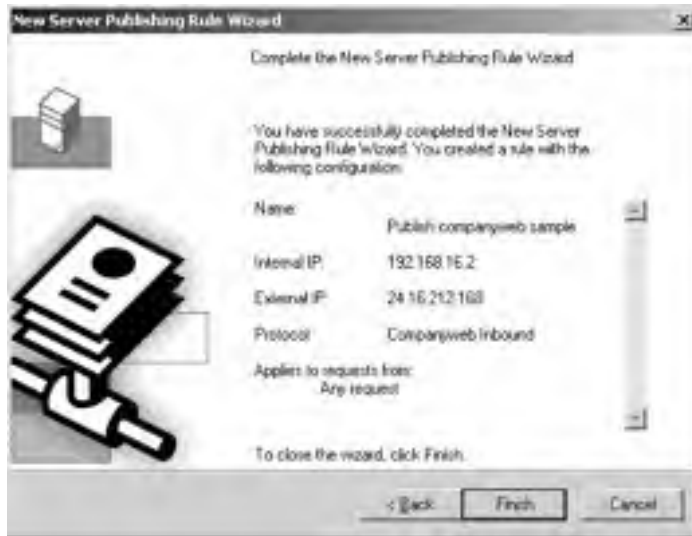 New Server Publishing Rule Wizard
Complete the New Server Publishing Rule Wizard
You have successfully completed the New Server
Publishing Rule Wizard. You created a rule with the
following configuration:
Name:
Publish companyweb sample
Internal IP:
192.168.16.2
External IP:
24.16.212.168
Protocol:
Companyweb Inbound
Applies to requests from:
Any request
To close the wizard, click Finish.
< Back
Finish
Cancel